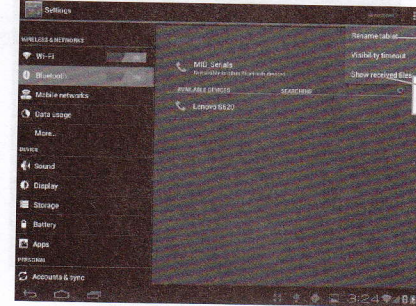 Settings
WIRELESS & NETWORKS
Wi-Fi
Bluetooth
Mobile networks
Data usage
More...
DEVICE
Sound
Display
Storage
Battery
Apps
PERSONAL
Accounts & sync
MID Serials
AVAILABLE DEVICES SEARCHING
Lenovo S820
Rename tablet
Visibility timeout
Show received files
3:24